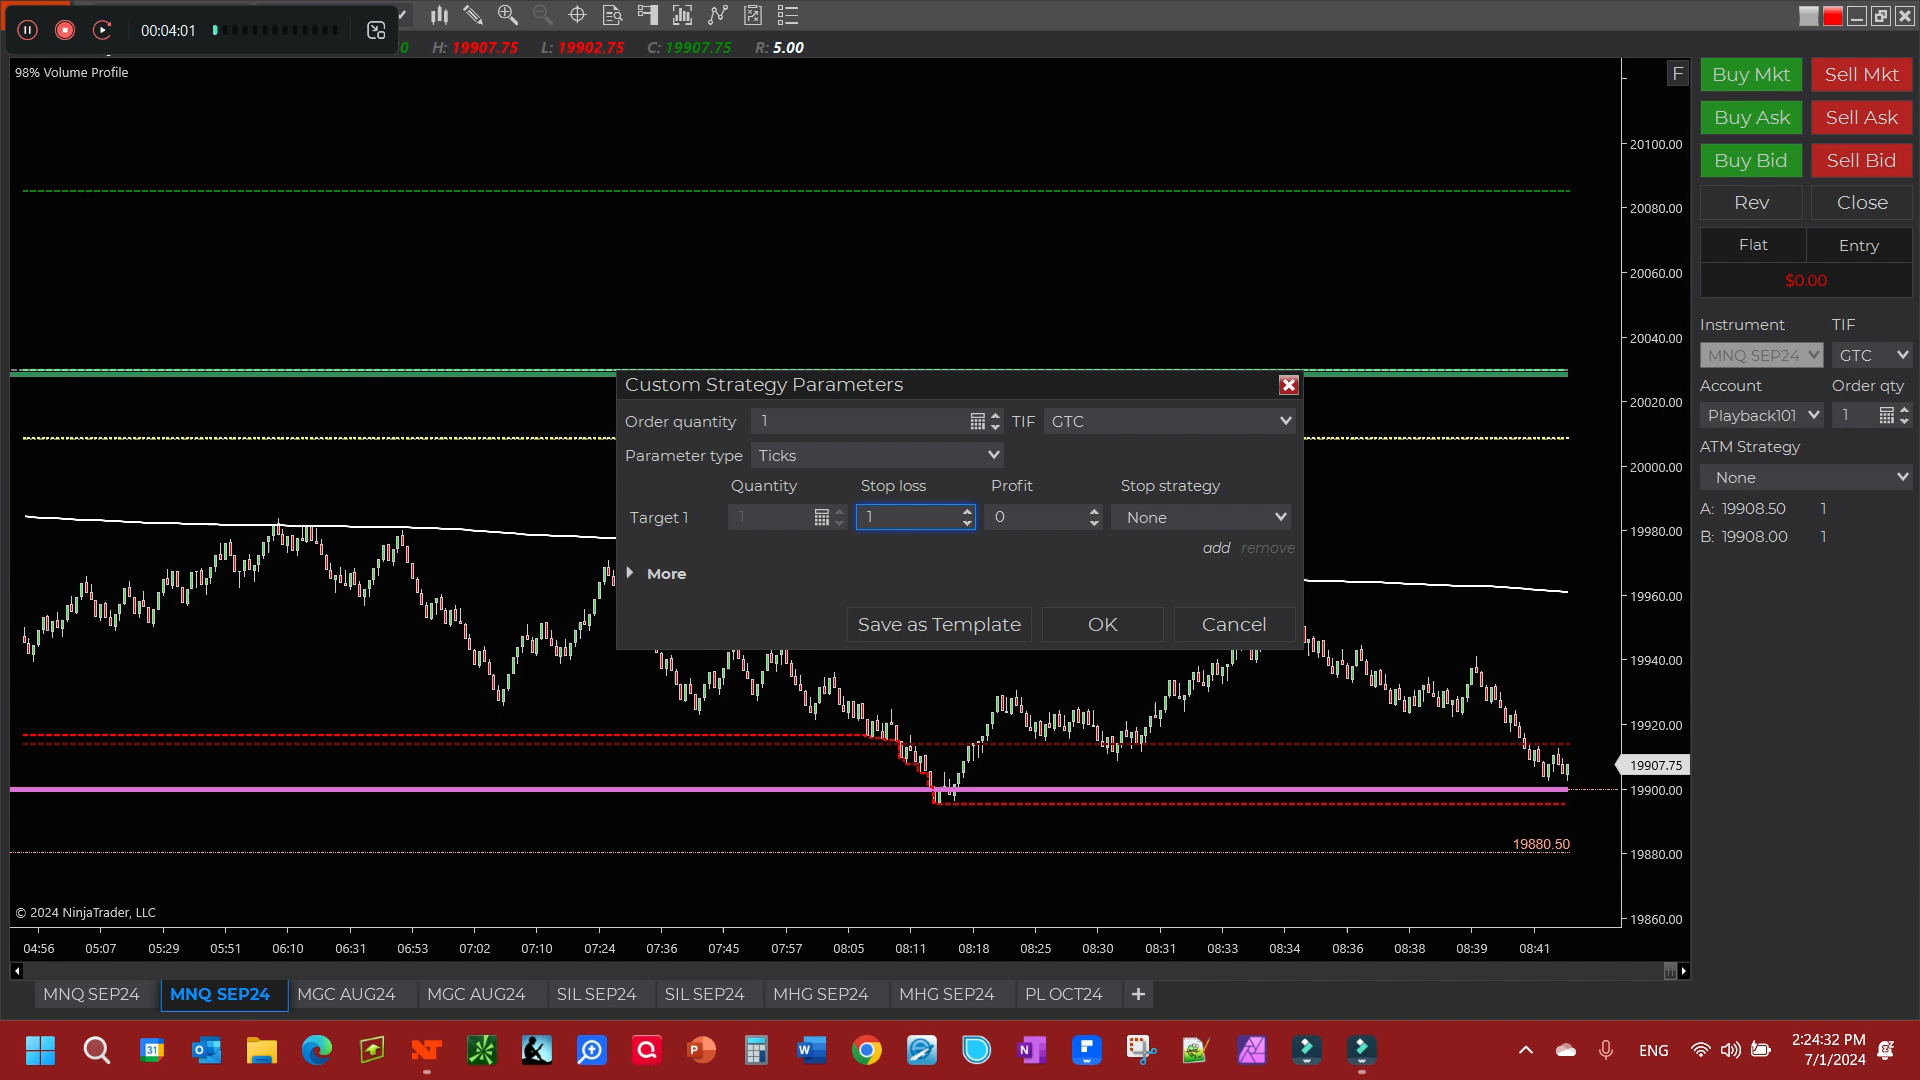 00:04:01
0 H: 19907.75 L: 19902.75 C: 19907.75 R: 5.00
98% Volume Profile
F
Buy Mkt Sell Mkt
Buy Ask Sell Ask
Buy Bid Sell Bid
Rev Close
Flat Entry
$0.00
Instrument TIF
MNQ SEP24 GTC
Account Order qty
Playback101 1
ATM Strategy
None
A: 19908.50 1
B: 19908.00 1
20100.00
20080.00
20060.00
20040.00
20020.00
20000.00
19980.00
19960.00
19940.00
19920.00
19907.75
19900.00
19880.00
19860.00
Custom Strategy Parameters
Order quantity 1 TIF GTC
Parameter type Ticks
Quantity Stop loss Profit Stop strategy
Target 1 1 1 0 None
add remove
More
Save as Template OK Cancel
19880.50
© 2024 NinjaTrader, LLC
04:56 05:07 05:29 05:51 06:10 06:31 06:53 07:02 07:10 07:24 07:36 07:45 07:57 08:05 08:11 08:18 08:25 08:30 08:31 08:33 08:34 08:36 08:38 08:39 08:41
MNQ SEP24 MNQ SEP24 MGC AUG24 MGC AUG24 SIL SEP24 SIL SEP24 MHG SEP24 MHG SEP24 PL OCT24 +
31
ENG
2:24:32 PM
7/1/2024